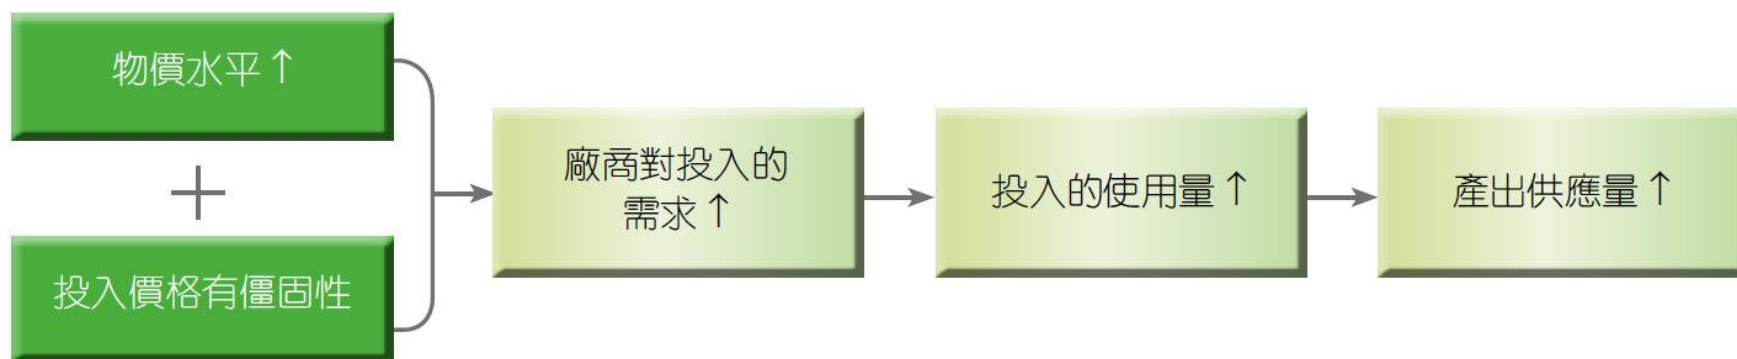 物價水平↑
+
投入價格有僵固性
廠商對投入的
需求↑
投入的使用量↑
產出供應量↑